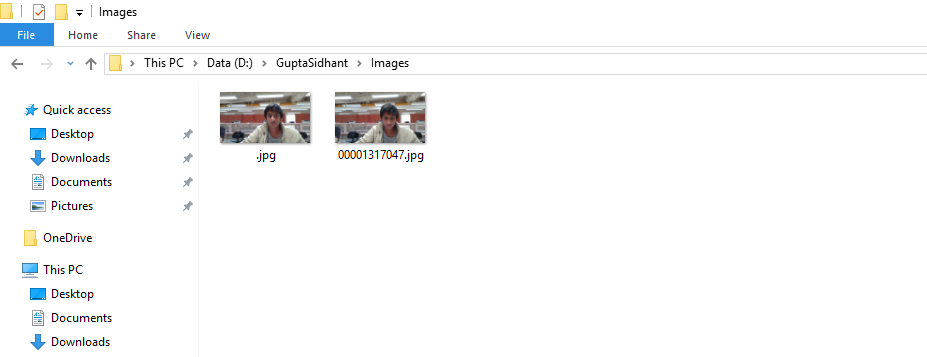 Images
File Home Share View
This PC Data (D:) GuptaSidhant Images
Quick access
Desktop
Downloads
Documents
Pictures
OneDrive
This PC
Desktop
Documents
Downloads
.jpg 00001317047.jpg